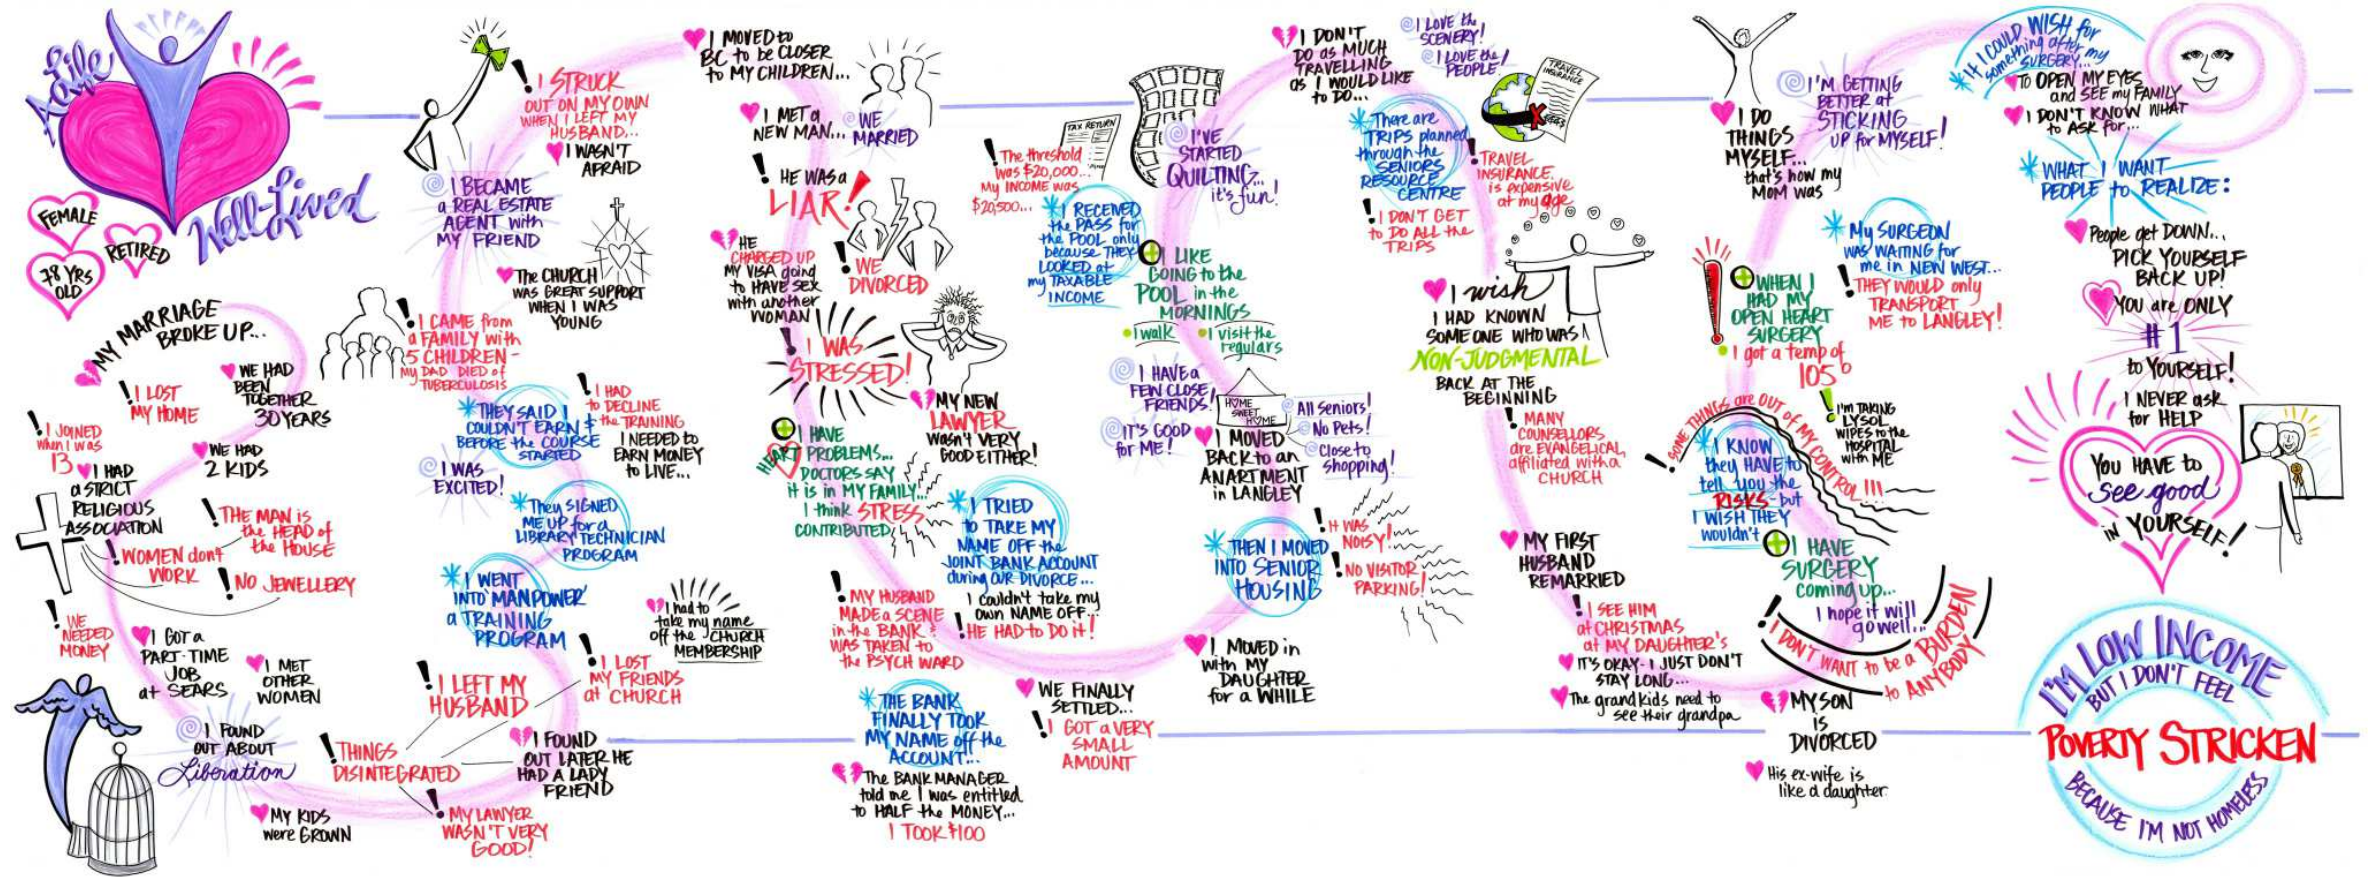 A Life
Well-Lived
FEMALE
RETIRED
78 YRS
OLD
MY MARRIAGE
BROKE UP...
! I LOST
MY HOME
WE HAD
BEEN
TOGETHER
30 YEARS
! I JOINED
when I was
13
WE HAD
2 KIDS
I HAD
a STRICT
RELIGIOUS
ASSOCIATION
! THE MAN is
the HEAD of
the HOUSE
! WOMEN don't
WORK
! NO JEWELLERY
! WE
NEEDED
MONEY
I GOT a
PART-TIME
JOB
at SEARS
I MET
OTHER
WOMEN
I FOUND
OUT ABOUT
Liberation
MY KIDS
were GROWN
! THINGS
DISINTEGRATED
! I LEFT MY
HUSBAND
! I LOST
MY FRIENDS
at CHURCH
I had to
take my name
off the CHURCH
MEMBERSHIP
I FOUND
OUT LATER HE
HAD A LADY
FRIEND
! MY LAWYER
WASN'T VERY
GOOD!
* I WENT
INTO 'MANPOWER'
a TRAINING
PROGRAM
* They SIGNED
ME UP for a
LIBRARY TECHNICIAN
PROGRAM
I WAS
EXCITED!
* THEY SAID I
COULDN'T EARN $
BEFORE the COURSE
STARTED
! I HAD
to DECLINE
the TRAINING
I NEEDED to
EARN MONEY
to LIVE...
! I CAME from
a FAMILY with
5 CHILDREN -
MY DAD DIED of
TUBERCULOSIS
The CHURCH
WAS GREAT SUPPORT
WHEN I WAS
YOUNG
I BECAME
a REAL ESTATE
AGENT with
MY FRIEND
! I STRUCK
OUT ON MY OWN
WHEN I LEFT MY
HUSBAND...
I WASN'T
AFRAID
I MOVED to
BC to be CLOSER
to MY CHILDREN...
I MET a
NEW MAN...
WE
MARRIED
! HE WAS a
LIAR!
HE
CHARGED UP
MY VISA going
to HAVE SEX
with another
WOMAN
! WE
DIVORCED
! I WAS
STRESSED!
MY NEW
LAWYER
WASN'T VERY
GOOD EITHER!
I HAVE
HEART PROBLEMS...
DOCTORS SAY
it is in MY FAMILY...
I think STRESS
CONTRIBUTED
* I TRIED
to TAKE MY
NAME OFF the
JOINT BANK ACCOUNT
during OUR DIVORCE...
I couldn't take my
own NAME OFF...
! HE HAD to DO it!
! MY HUSBAND
MADE a SCENE
in the BANK &
WAS TAKEN to
the PSYCH WARD
* THE BANK
FINALLY TOOK
MY NAME off the
ACCOUNT...
The BANK MANAGER
told me I was entitled
to HALF the MONEY...
I TOOK $100
WE FINALLY
SETTLED...
! I GOT a VERY
SMALL
AMOUNT
I MOVED in
with MY
DAUGHTER
for a WHILE
* THEN I MOVED
INTO SENIOR
HOUSING
! IT WAS
NOISY!
! NO VISITOR
PARKING!
I MOVED
BACK to an
APARTMENT
in LANGLEY
HOME
SWEET
HOME
All Seniors!
No Pets!
Close to
shopping!
I HAVE a
FEW CLOSE
FRIENDS!
IT'S GOOD
for ME!
I LIKE
GOING to the
POOL in the
MORNINGS
• I walk
• I visit the
regulars
TAX RETURN
! The threshold
was $20,000...
My INCOME was
$20,500...
* I RECEIVED
the PASS for
the POOL only
because THEY
LOOKED at
my TAXABLE
INCOME
I'VE
STARTED
QUILTING...
it's fun!
I DON'T
DO as MUCH
TRAVELLING
as I WOULD LIKE
to DO...
I LOVE the
SCENERY!
I LOVE the
PEOPLE!
TRAVEL
INSURANCE
$$$
* There are
TRIPS planned
through the
SENIORS
RESOURCE
CENTRE
! TRAVEL
INSURANCE
is expensive
at my age
! I DON'T GET
to DO ALL the
TRIPS
I wish
I HAD KNOWN
SOMEONE WHO WAS
NON-JUDGMENTAL
BACK AT THE
BEGINNING
! MANY
COUNSELLORS
are EVANGELICAL,
affiliated with a
CHURCH
MY FIRST
HUSBAND
REMARRIED
! I SEE HIM
at CHRISTMAS
at MY DAUGHTER'S
IT'S OKAY - I JUST DON'T
STAY LONG...
The grandkids need to
see their grandpa
MY SON
IS
DIVORCED
His ex-wife is
like a daughter
! I DON'T WANT to be a BURDEN
to ANYBODY
I HAVE
SURGERY
coming up...
I hope it will
go well...
! SOME THINGS are OUT OF MY CONTROL!!!
* I KNOW
they HAVE to
tell you the
RISKS - but
I WISH THEY
wouldn't
! I'm TAKING
LYSOL
WIPES to the
HOSPITAL
with ME
WHEN I
HAD MY
OPEN HEART
SURGERY
• I got a temp of
105°
* My SURGEON
WAS WAITING for
me in NEW WEST...
! THEY WOULD only
TRANSPORT
ME to LANGLEY!
I DO
THINGS
MYSELF...
that's how my
MOM was
I'M GETTING
BETTER at
STICKING
UP for MYSELF!
* If I COULD WISH for
something after my
SURGERY...
TO OPEN MY EYES
and SEE my FAMILY
I DON'T KNOW WHAT
to ASK for...
* WHAT I WANT
PEOPLE to REALIZE:
People get DOWN...
PICK YOURSELF
BACK UP!
YOU are ONLY
#1
to YOURSELF!
I NEVER ask
for HELP
YOU HAVE to
see good
in YOURSELF!
I'M LOW INCOME
BUT I DON'T FEEL
POVERTY STRICKEN
BECAUSE I'M NOT HOMELESS